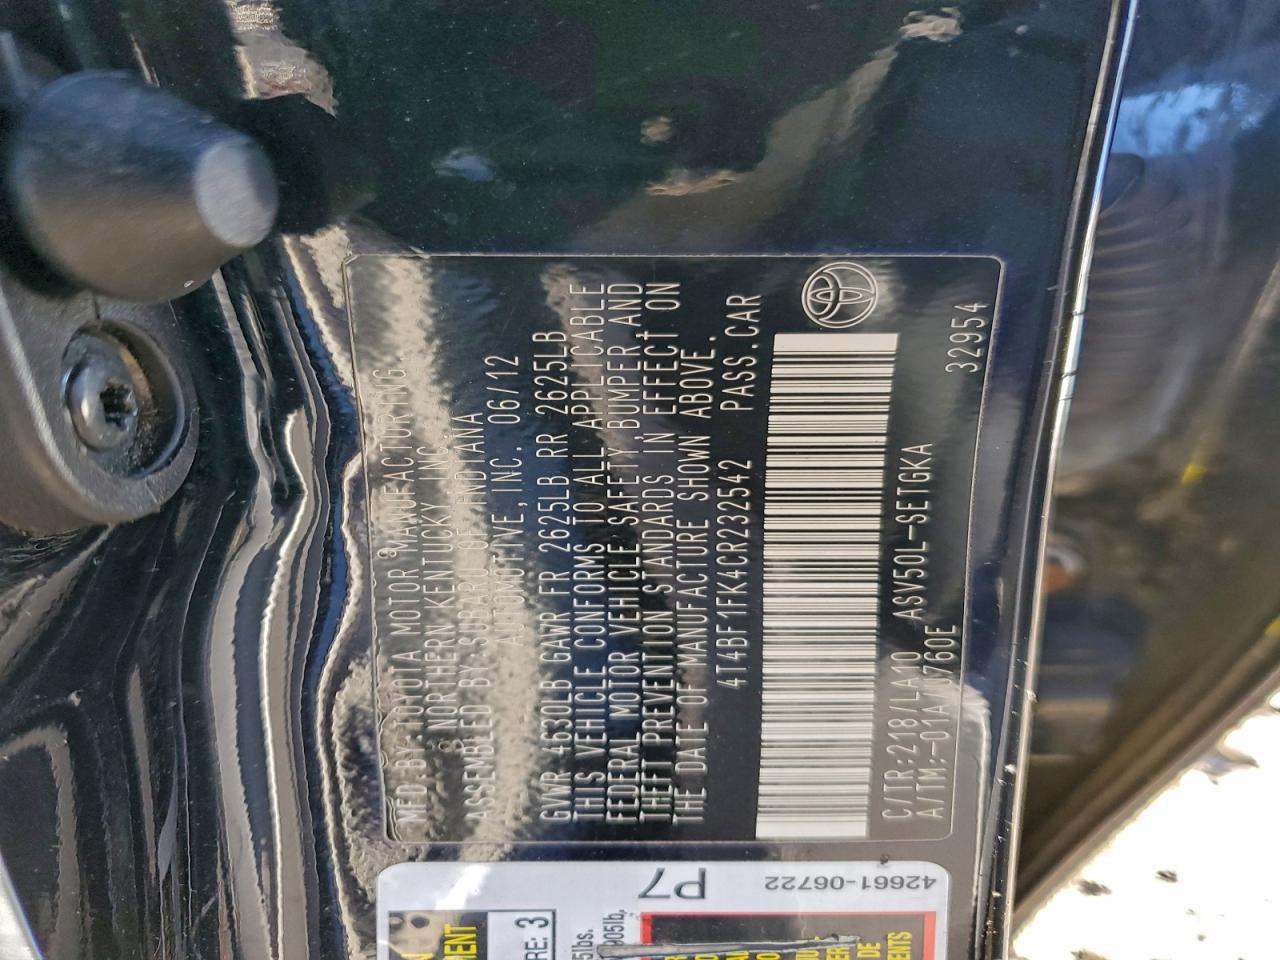 MFD.BY:TOYOTA MOTOR MANUFACTURING.
& NORTHERN KENTUCKY INC.
ASSEMBLED BY SUBARU OF INDIANA
AUTOMOTIVE, INC. 06/12
GVWR 4630LB GAWR FR 2625LB RR 2625LB
THIS VEHICLE CONFORMS TO ALL APPLICABLE
FEDERAL MOTOR VEHICLE SAFETY,BUMPER AND
THEFT PREVENTION STANDARDS IN EFFECT ON
THE DATE OF MANUFACTURE SHOWN ABOVE.
4T4BF1FK4CR232542 PASS.CAR
C/TR:218/LA10 ASV50L-SETGKA
A/TM:-01A/U760E
32954
42661-06722
P7
RE: 3